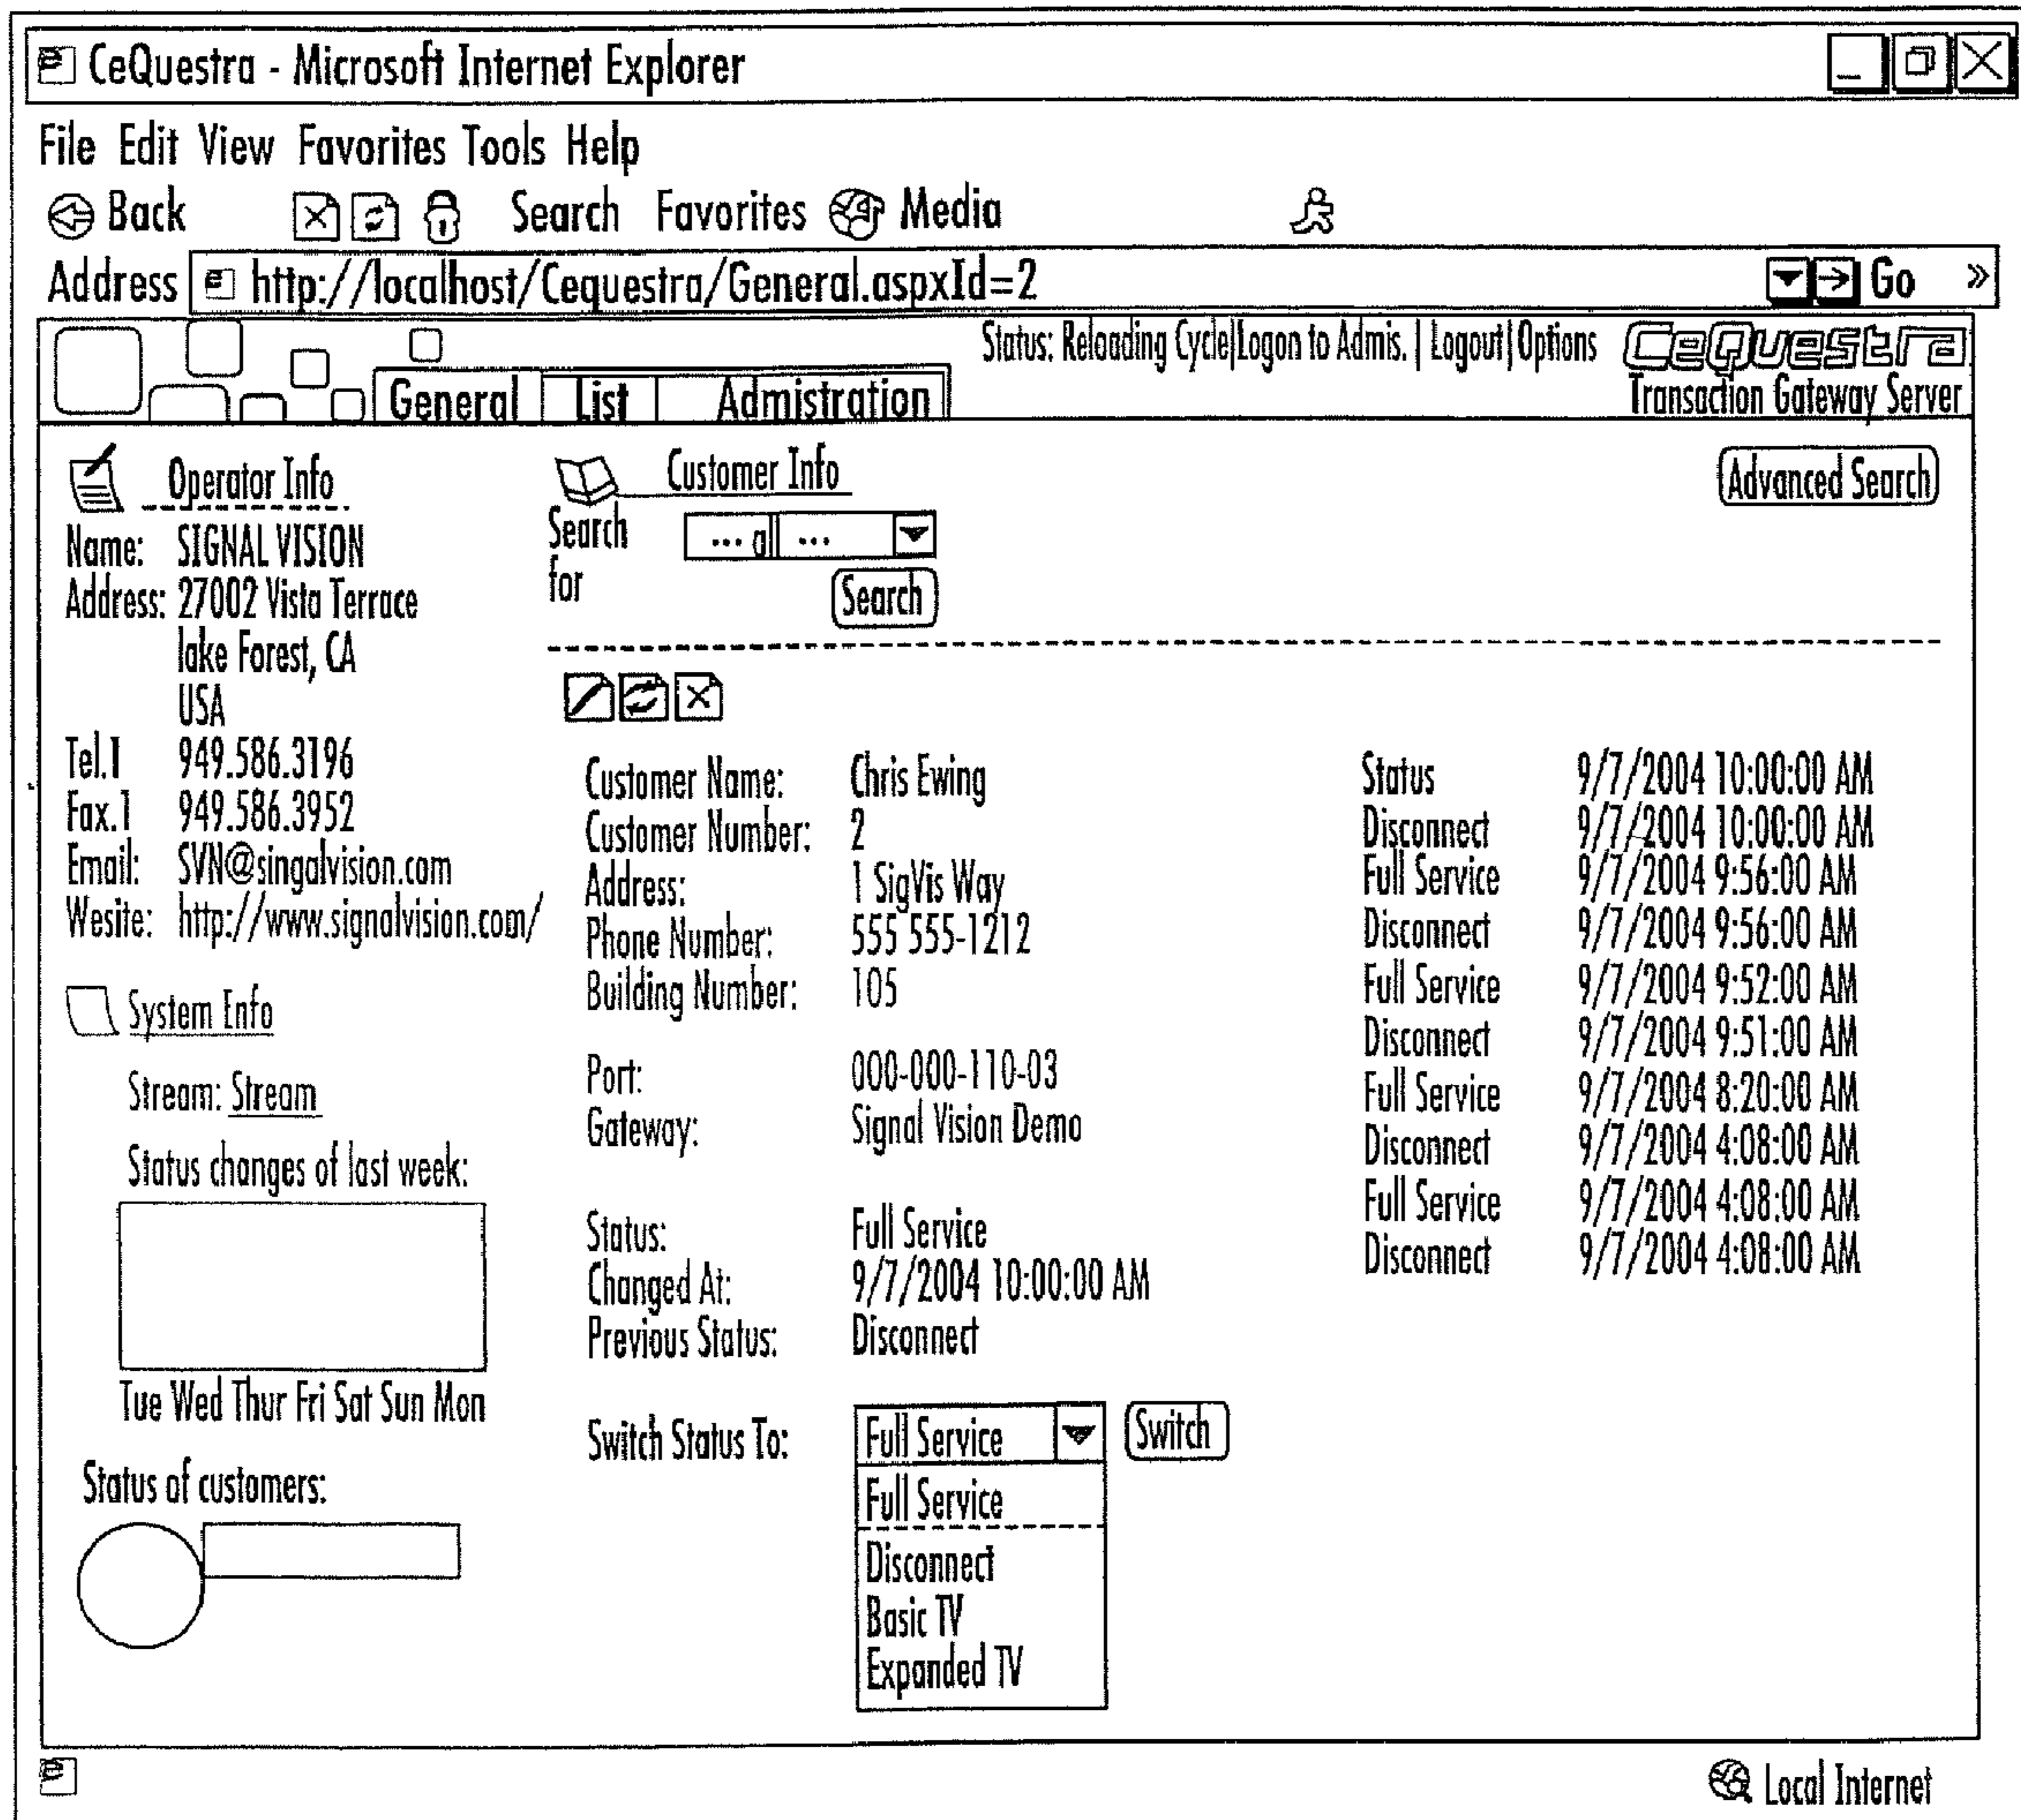 CeQuestra - Microsoft Internet Explorer
File Edit View Favorites Tools Help
Back Search Favorites Media
Address http://localhost/Cequestra/General.aspxId=2 Go »
Status: Reloading Cycle|Logon to Admis. | Logout| Options
CeQuestra
Transaction Gateway Server
General List Admistration
Operator Info
Name: SIGNAL VISION
Address: 27002 Vista Terrace
lake Forest, CA
USA
Tel.1 949.586.3196
Fax.1 949.586.3952
Email: SVN@singalvision.com
Wesite: http://www.signalvision.com/
System Info
Stream: Stream
Status changes of last week:
Tue Wed Thur Fri Sat Sun Mon
Status of customers:
Customer Info
Advanced Search
Search for
... all ...
Search
Customer Name: Chris Ewing
Customer Number: 2
Address: 1 SigVis Way
Phone Number: 555 555-1212
Building Number: 105
Port: 000-000-110-03
Gateway: Signal Vision Demo
Status: Full Service
Changed At: 9/7/2004 10:00:00 AM
Previous Status: Disconnect
Switch Status To: Full Service Switch
Full Service
Disconnect
Basic TV
Expanded TV
Status 9/7/2004 10:00:00 AM
Disconnect 9/7/2004 10:00:00 AM
Full Service 9/7/2004 9:56:00 AM
Disconnect 9/7/2004 9:56:00 AM
Full Service 9/7/2004 9:52:00 AM
Disconnect 9/7/2004 9:51:00 AM
Full Service 9/7/2004 8:20:00 AM
Disconnect 9/7/2004 4:08:00 AM
Full Service 9/7/2004 4:08:00 AM
Disconnect 9/7/2004 4:08:00 AM
Local Internet